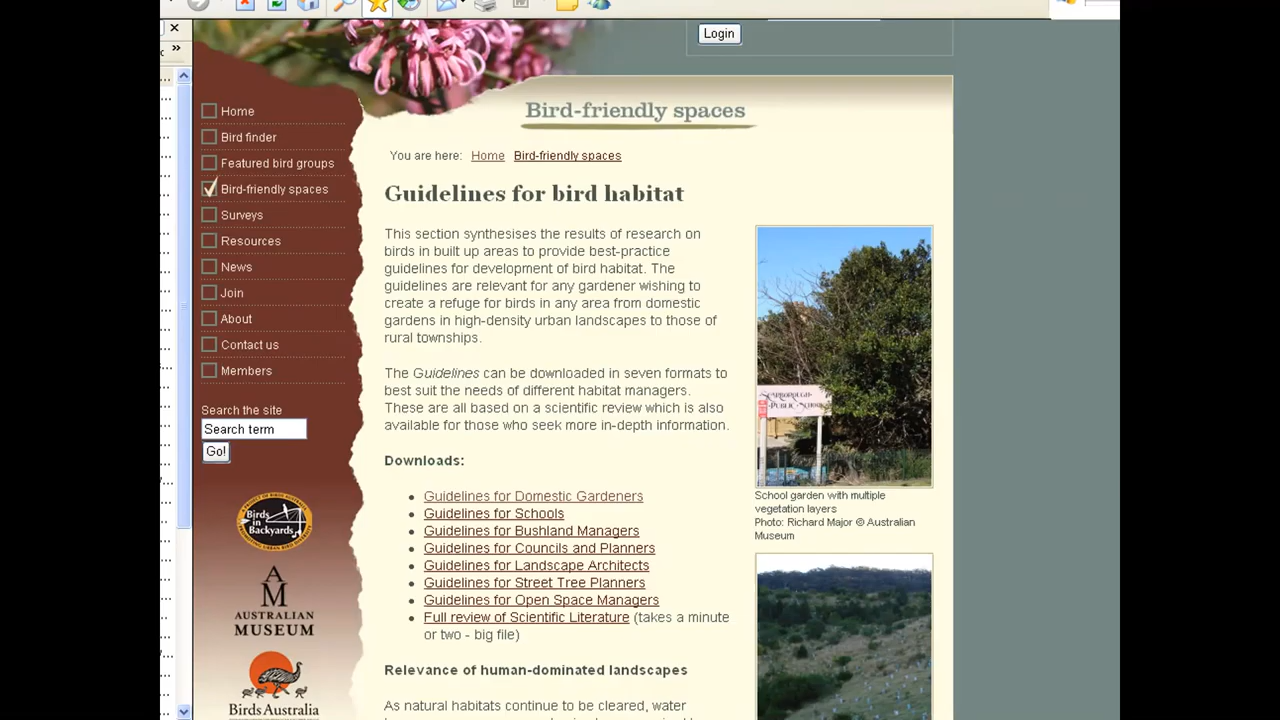 Login
Bird-friendly spaces
Home
Bird finder
Featured bird groups
Bird-friendly spaces
Surveys
Resources
News
Join
About
Contact us
Members
Search the site
Search term
Go!
Birds in Backyards
AM
AUSTRALIAN
MUSEUM
Birds Australia
You are here: Home Bird-friendly spaces
Guidelines for bird habitat
This section synthesises the results of research on
birds in built up areas to provide best-practice
guidelines for development of bird habitat. The
guidelines are relevant for any gardener wishing to
create a refuge for birds in any area from domestic
gardens in high-density urban landscapes to those of
rural townships.
The Guidelines can be downloaded in seven formats to
best suit the needs of different habitat managers.
These are all based on a scientific review which is also
available for those who seek more in-depth information.
Downloads:
Guidelines for Domestic Gardeners
Guidelines for Schools
Guidelines for Bushland Managers
Guidelines for Councils and Planners
Guidelines for Landscape Architects
Guidelines for Street Tree Planners
Guidelines for Open Space Managers
Full review of Scientific Literature (takes a minute
or two - big file)
Relevance of human-dominated landscapes
As natural habitats continue to be cleared, water
Scarborough
Public School
School garden with multiple
vegetation layers
Photo: Richard Major © Australian
Museum